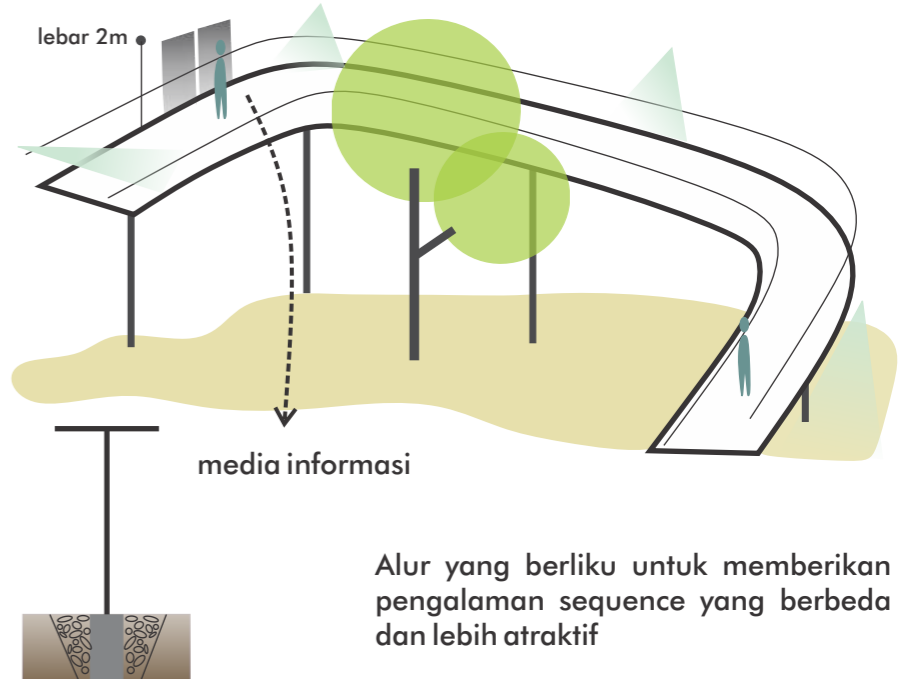 lebar 2m
media informasi
Alur yang berliku untuk memberikan
pengalaman sequence yang berbeda
dan lebih atraktif